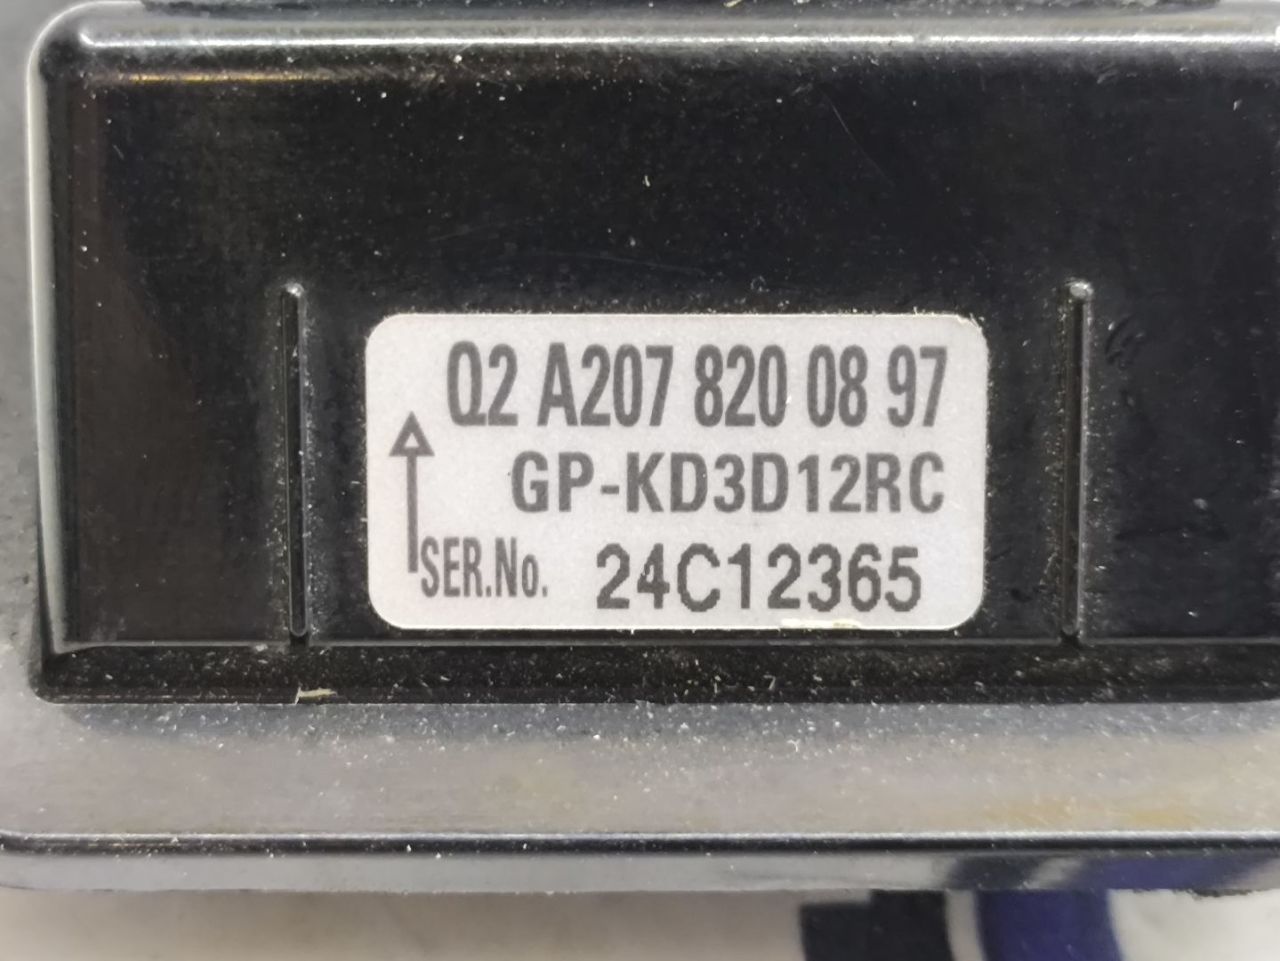 Q2 A207 820 08 97
GP-KD3D12RC
SER.No. 24C12365